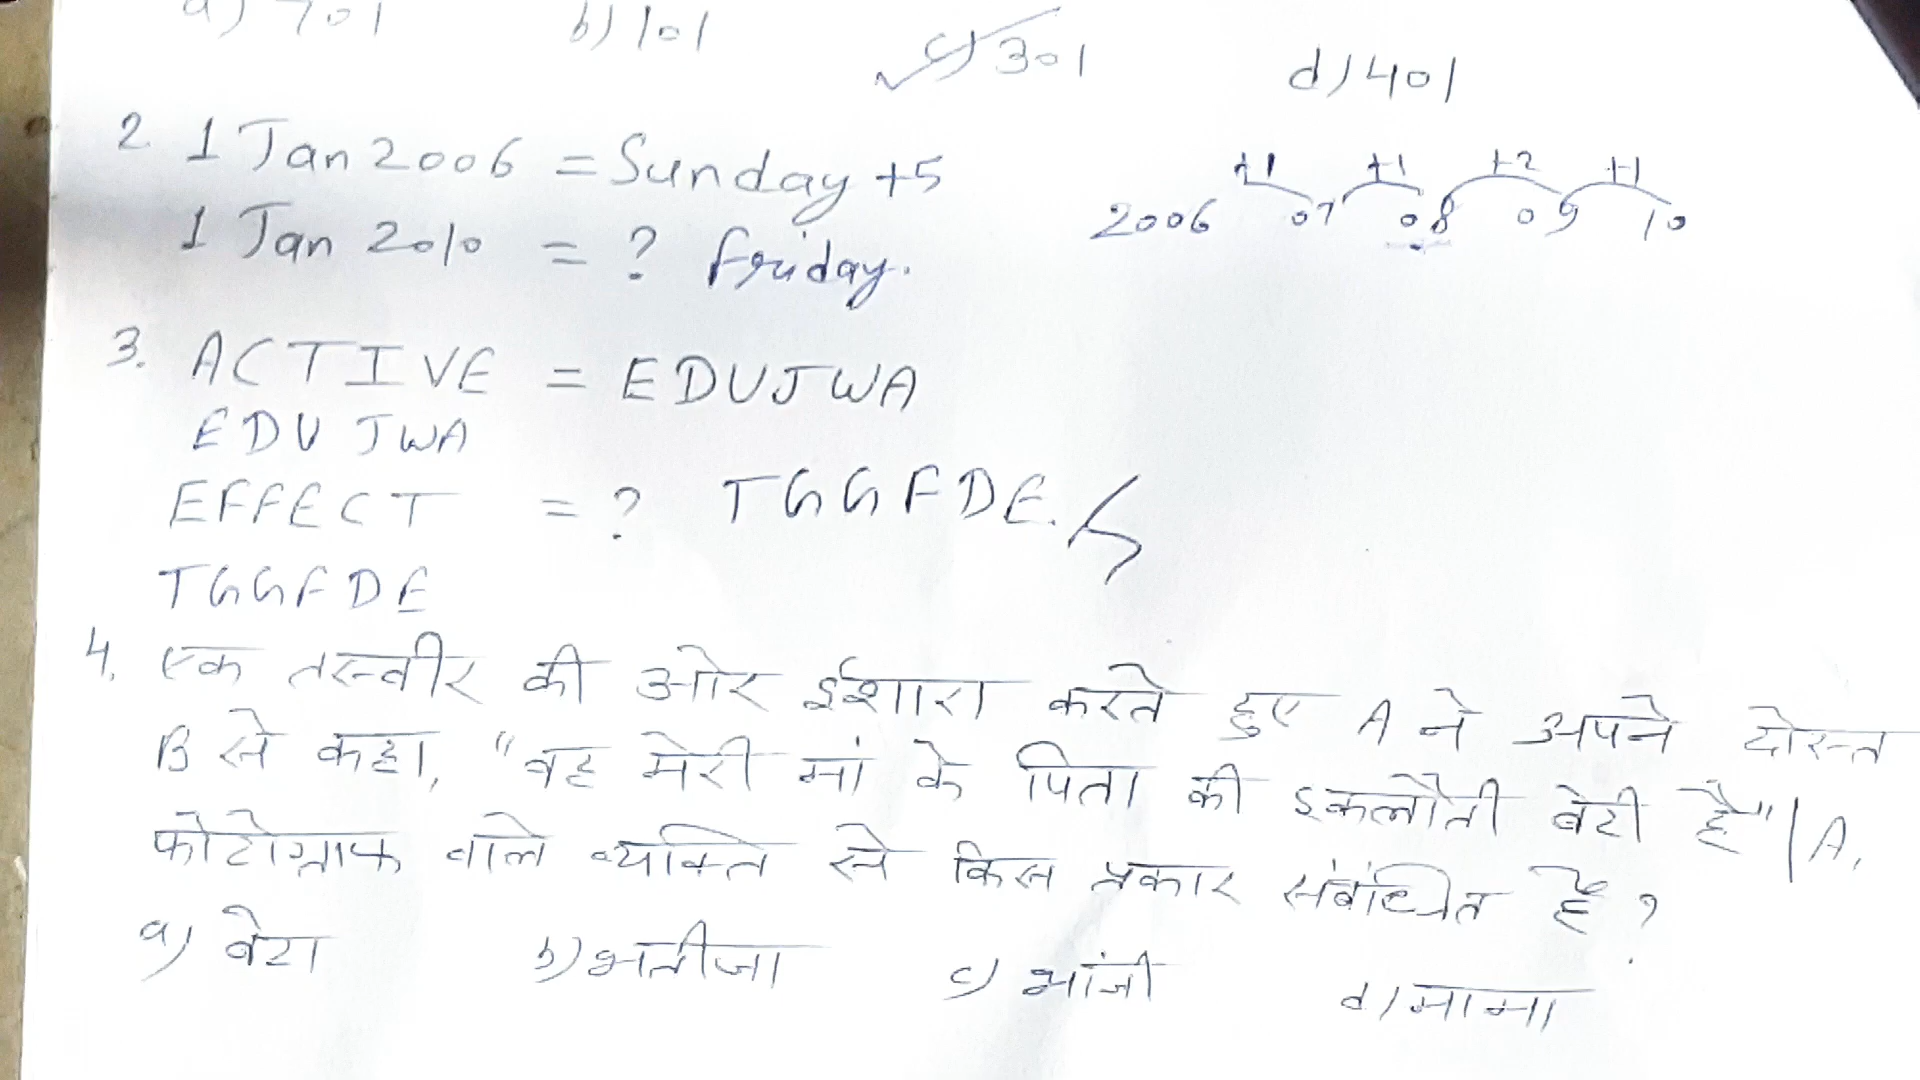 a) 701 b) 101 c) 301 d) 401
2. 1 Jan 2006 = Sunday +5
1 Jan 2010 = ? friday.
+1 +1 +2 +1
2006 07 08 09 10
3. ACTIVE = EDUJWA
EDUJWA
EFFECT = ? TGGFDE.
TGGFDE
4. एक तस्वीर की ओर ईशारा करते हुए A ने अपने दोस्त
B से कहा, "वह मेरी मां के पिता की इकलौती बेटी है"| A,
फोटोग्राफ वाले व्यक्ति से किस प्रकार संबंधित है ?
a) बेटा b) भतीजा c) भांजी d) मामा